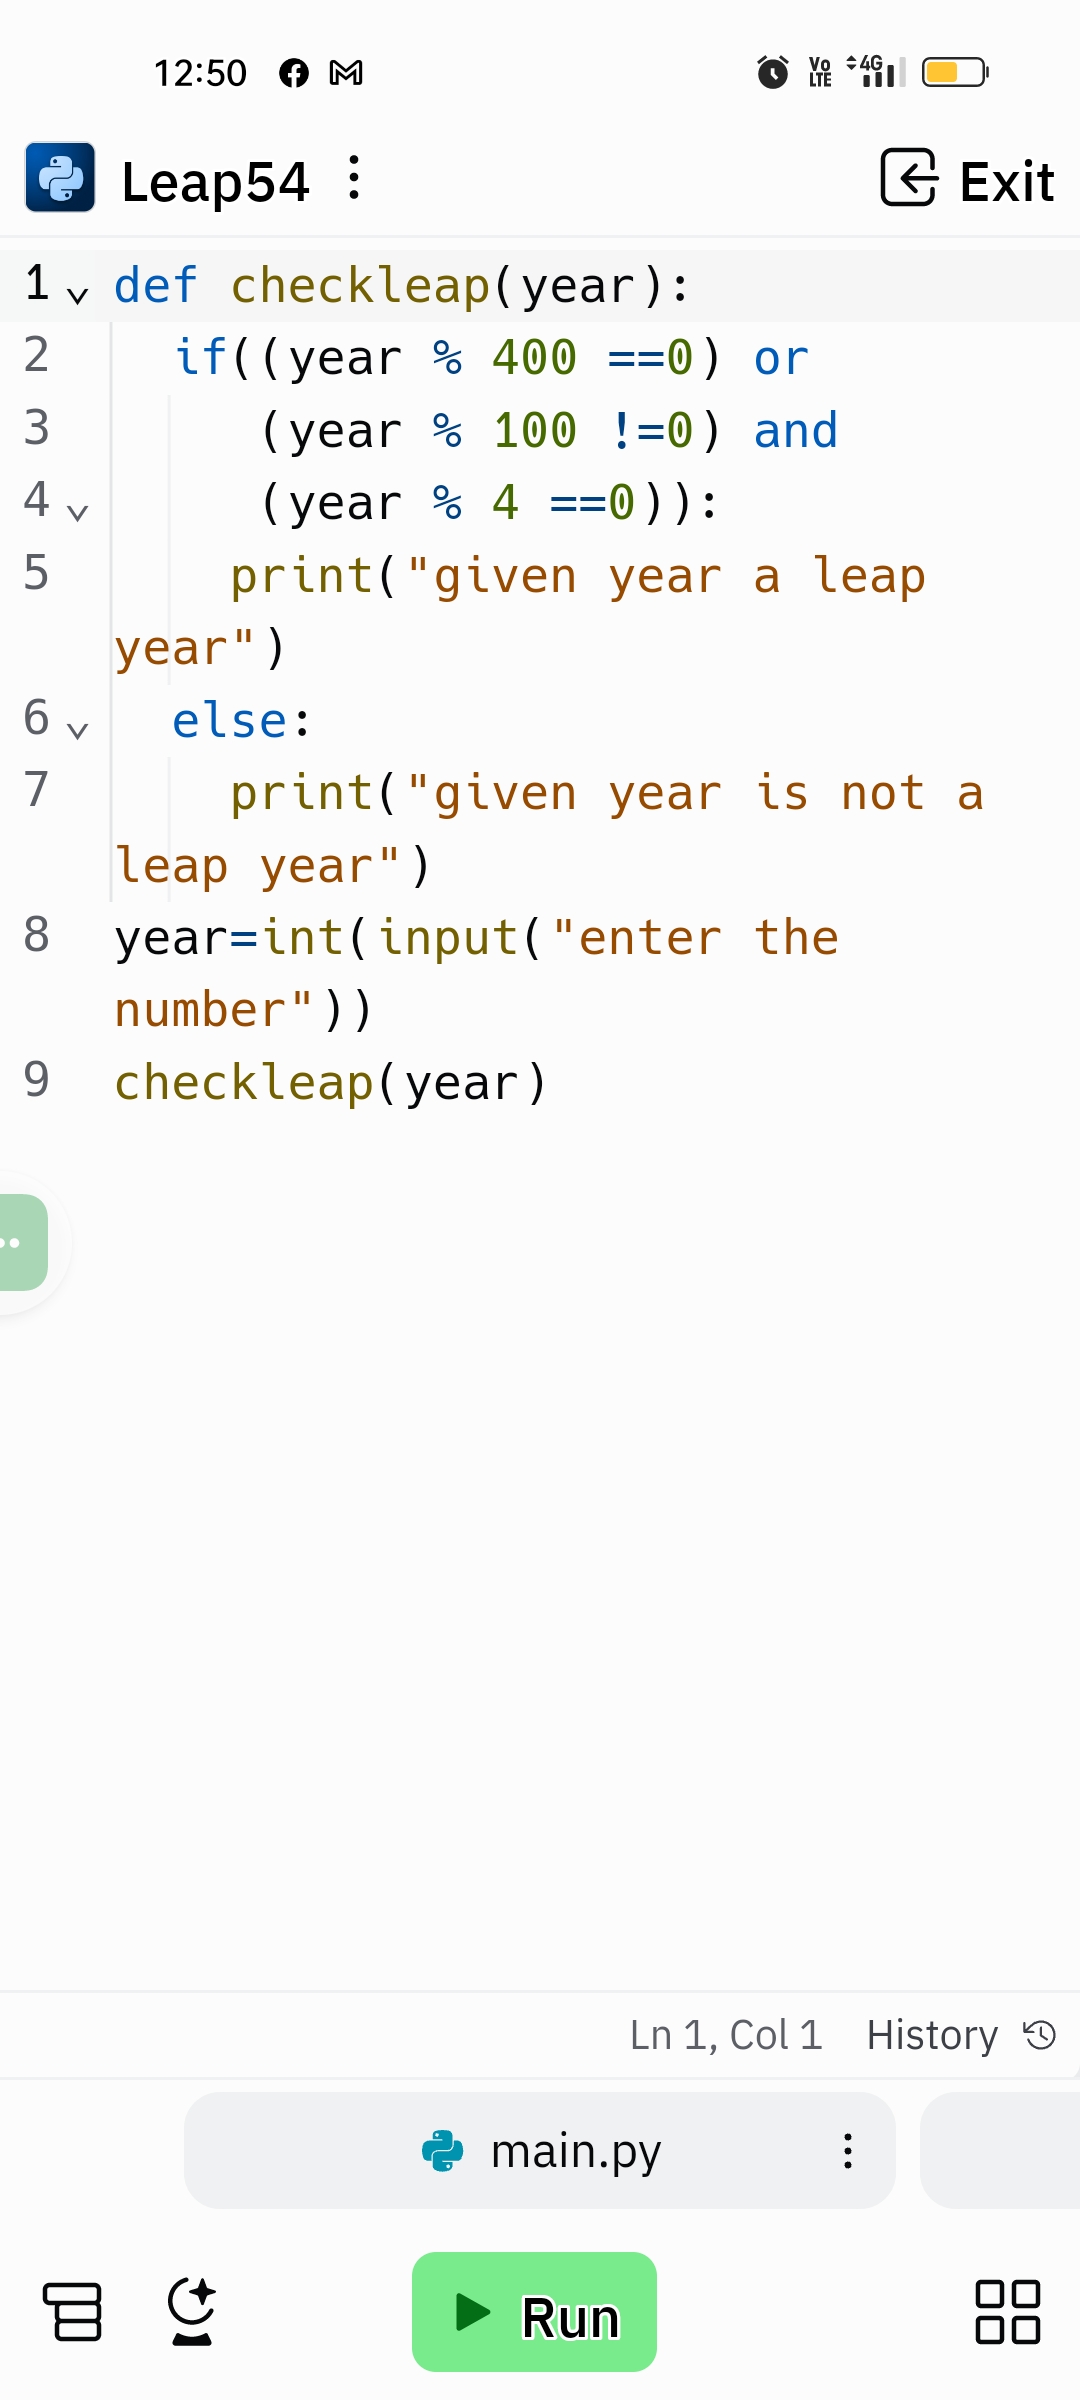 12:50 Vo LTE 4G
Leap54 Exit
1 def checkleap(year):
2 if((year % 400 ==0) or
3 (year % 100 !=0) and
4 (year % 4 ==0)):
5 print("given year a leap
year")
6 else:
7 print("given year is not a
leap year")
8 year=int(input("enter the
number"))
9 checkleap(year)
Ln 1, Col 1 History
main.py
Run